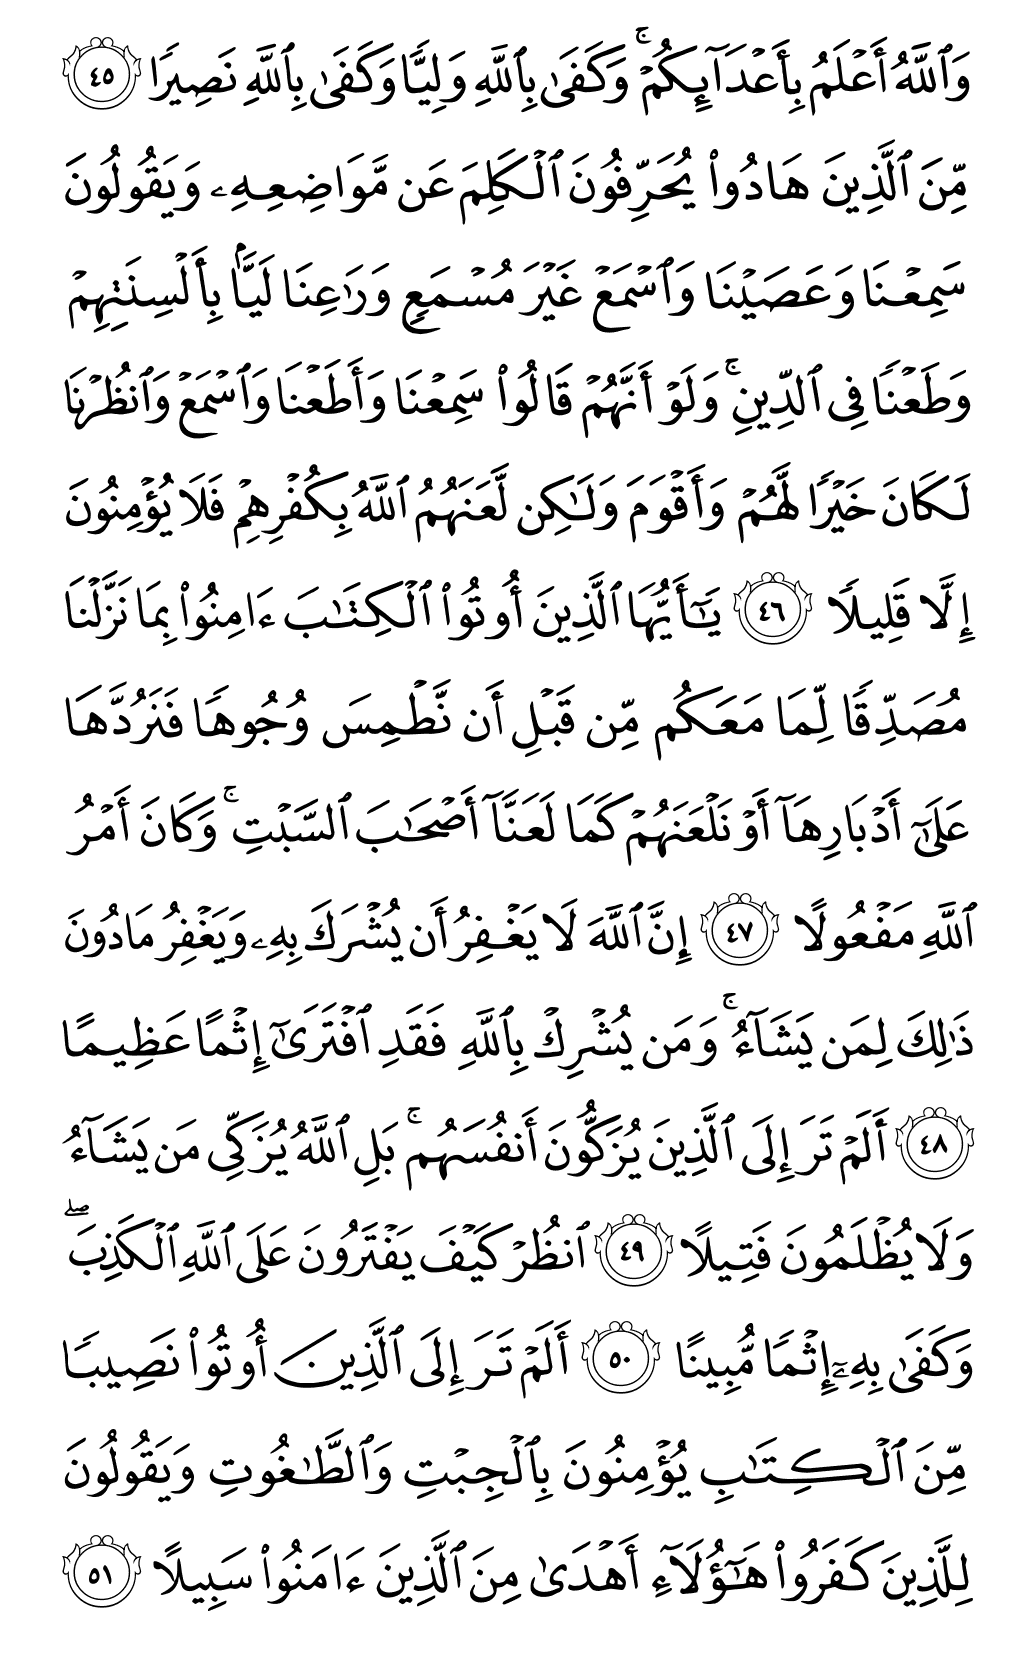 وَٱللَّهُ أَعۡلَمُ بِأَعۡدَآئِكُمۡۚ وَكَفَىٰ بِٱللَّهِ وَلِيّٗا وَكَفَىٰ بِٱللَّهِ نَصِيرٗا ٤٥
مِّنَ ٱلَّذِينَ هَادُواْ يُحَرِّفُونَ ٱلۡكَلِمَ عَن مَّوَاضِعِهِۦ وَيَقُولُونَ
سَمِعۡنَا وَعَصَيۡنَا وَٱسۡمَعۡ غَيۡرَ مُسۡمَعٖ وَرَٰعِنَا لَيَّۢا بِأَلۡسِنَتِهِمۡ
وَطَعۡنٗا فِي ٱلدِّينِۚ وَلَوۡ أَنَّهُمۡ قَالُواْ سَمِعۡنَا وَأَطَعۡنَا وَٱسۡمَعۡ وَٱنظُرۡنَا
لَكَانَ خَيۡرٗا لَّهُمۡ وَأَقۡوَمَ وَلَٰكِن لَّعَنَهُمُ ٱللَّهُ بِكُفۡرِهِمۡ فَلَا يُؤۡمِنُونَ
إِلَّا قَلِيلٗا ٤٦ يَٰٓأَيُّهَا ٱلَّذِينَ أُوتُواْ ٱلۡكِتَٰبَ ءَامِنُواْ بِمَا نَزَّلۡنَا
مُصَدِّقٗا لِّمَا مَعَكُم مِّن قَبۡلِ أَن نَّطۡمِسَ وُجُوهٗا فَنَرُدَّهَا
عَلَىٰٓ أَدۡبَارِهَآ أَوۡ نَلۡعَنَهُمۡ كَمَا لَعَنَّآ أَصۡحَٰبَ ٱلسَّبۡتِۚ وَكَانَ أَمۡرُ
ٱللَّهِ مَفۡعُولًا ٤٧ إِنَّ ٱللَّهَ لَا يَغۡفِرُ أَن يُشۡرَكَ بِهِۦ وَيَغۡفِرُ مَا دُونَ
ذَٰلِكَ لِمَن يَشَآءُۚ وَمَن يُشۡرِكۡ بِٱللَّهِ فَقَدِ ٱفۡتَرَىٰٓ إِثۡمًا عَظِيمًا
٤٨ أَلَمۡ تَرَ إِلَى ٱلَّذِينَ يُزَكُّونَ أَنفُسَهُمۚ بَلِ ٱللَّهُ يُزَكِّي مَن يَشَآءُ
وَلَا يُظۡلَمُونَ فَتِيلًا ٤٩ ٱنظُرۡ كَيۡفَ يَفۡتَرُونَ عَلَى ٱللَّهِ ٱلۡكَذِبَۖ
وَكَفَىٰ بِهِۦٓ إِثۡمٗا مُّبِينًا ٥٠ أَلَمۡ تَرَ إِلَى ٱلَّذِينَ أُوتُواْ نَصِيبٗا
مِّنَ ٱلۡكِتَٰبِ يُؤۡمِنُونَ بِٱلۡجِبۡتِ وَٱلطَّٰغُوتِ وَيَقُولُونَ
لِلَّذِينَ كَفَرُواْ هَٰٓؤُلَآءِ أَهۡدَىٰ مِنَ ٱلَّذِينَ ءَامَنُواْ سَبِيلًا ٥١